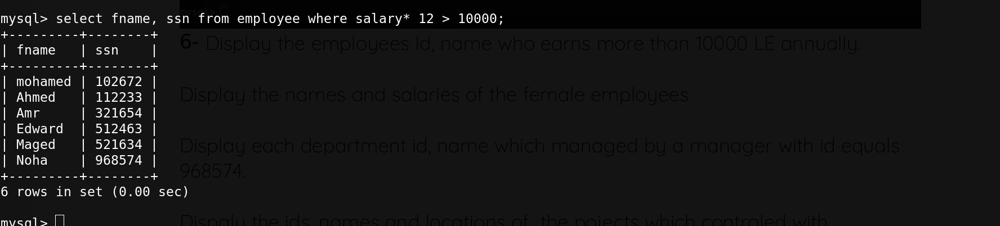 mysql>
mysql> select fname, ssn from employee where salary* 12 > 10000;
+---------+--------+
| fname   | ssn    |
+---------+--------+
| mohamed | 102672 |
| Ahmed   | 112233 |
| Amr     | 321654 |
| Edward  | 512463 |
| Maged   | 521634 |
| Noha    | 968574 |
+---------+--------+
6 rows in set (0.00 sec)
mysql>
6- Display the employees Id, name who earns more than 10000 LE annually.
Display the names and salaries of the female employees
Display each department id, name which managed by a manager with id equals
968574.
Dispaly the ids, names and locations of  the pojects which controled with